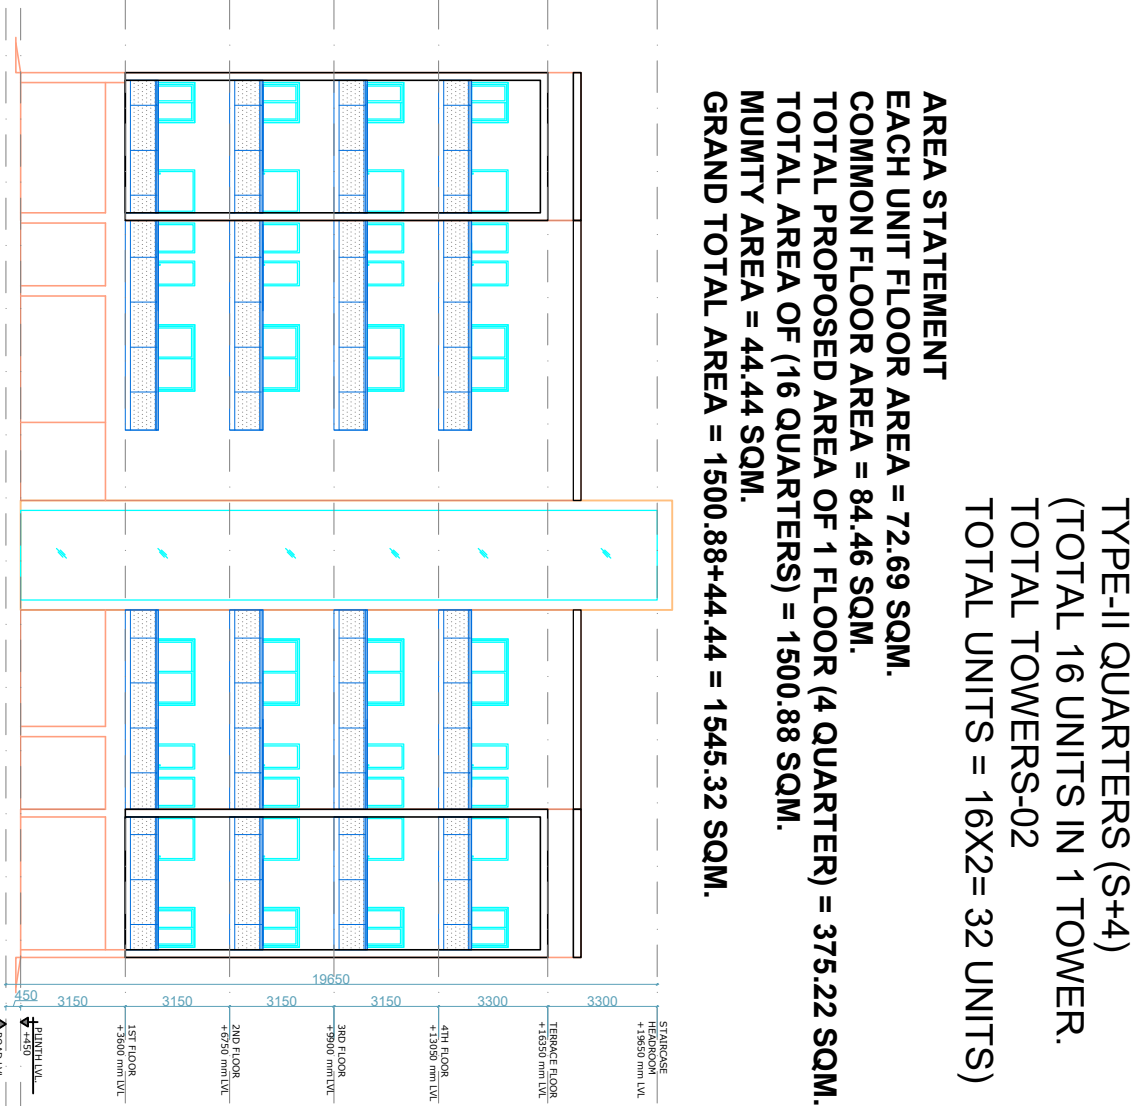 TYPE-II QUARTERS (S+4)
(TOTAL 16 UNITS IN 1 TOWER.
TOTAL TOWERS-02
TOTAL UNITS = 16X2= 32 UNITS)
AREA STATEMENT
EACH UNIT FLOOR AREA = 72.69 SQM.
COMMON FLOOR AREA = 84.46 SQM.
TOTAL PROPOSED AREA OF 1 FLOOR (4 QUARTER) = 375.22 SQM.
TOTAL AREA OF (16 QUARTERS) = 1500.88 SQM.
MUMTY AREA = 44.44 SQM.
GRAND TOTAL AREA = 1500.88+44.44 = 1545.32 SQM.
STAIRCASE
HEADROOM
+19650 mm LVL
TERRACE FLOOR
+16350 mm LVL
4TH FLOOR
+13050 mm LVL
3RD FLOOR
+9900 mm LVL
2ND FLOOR
+6750 mm LVL
1ST FLOOR
+3600 mm LVL
PLINTH LVL.
+450
19650
450
3150
3150
3150
3150
3300
3300